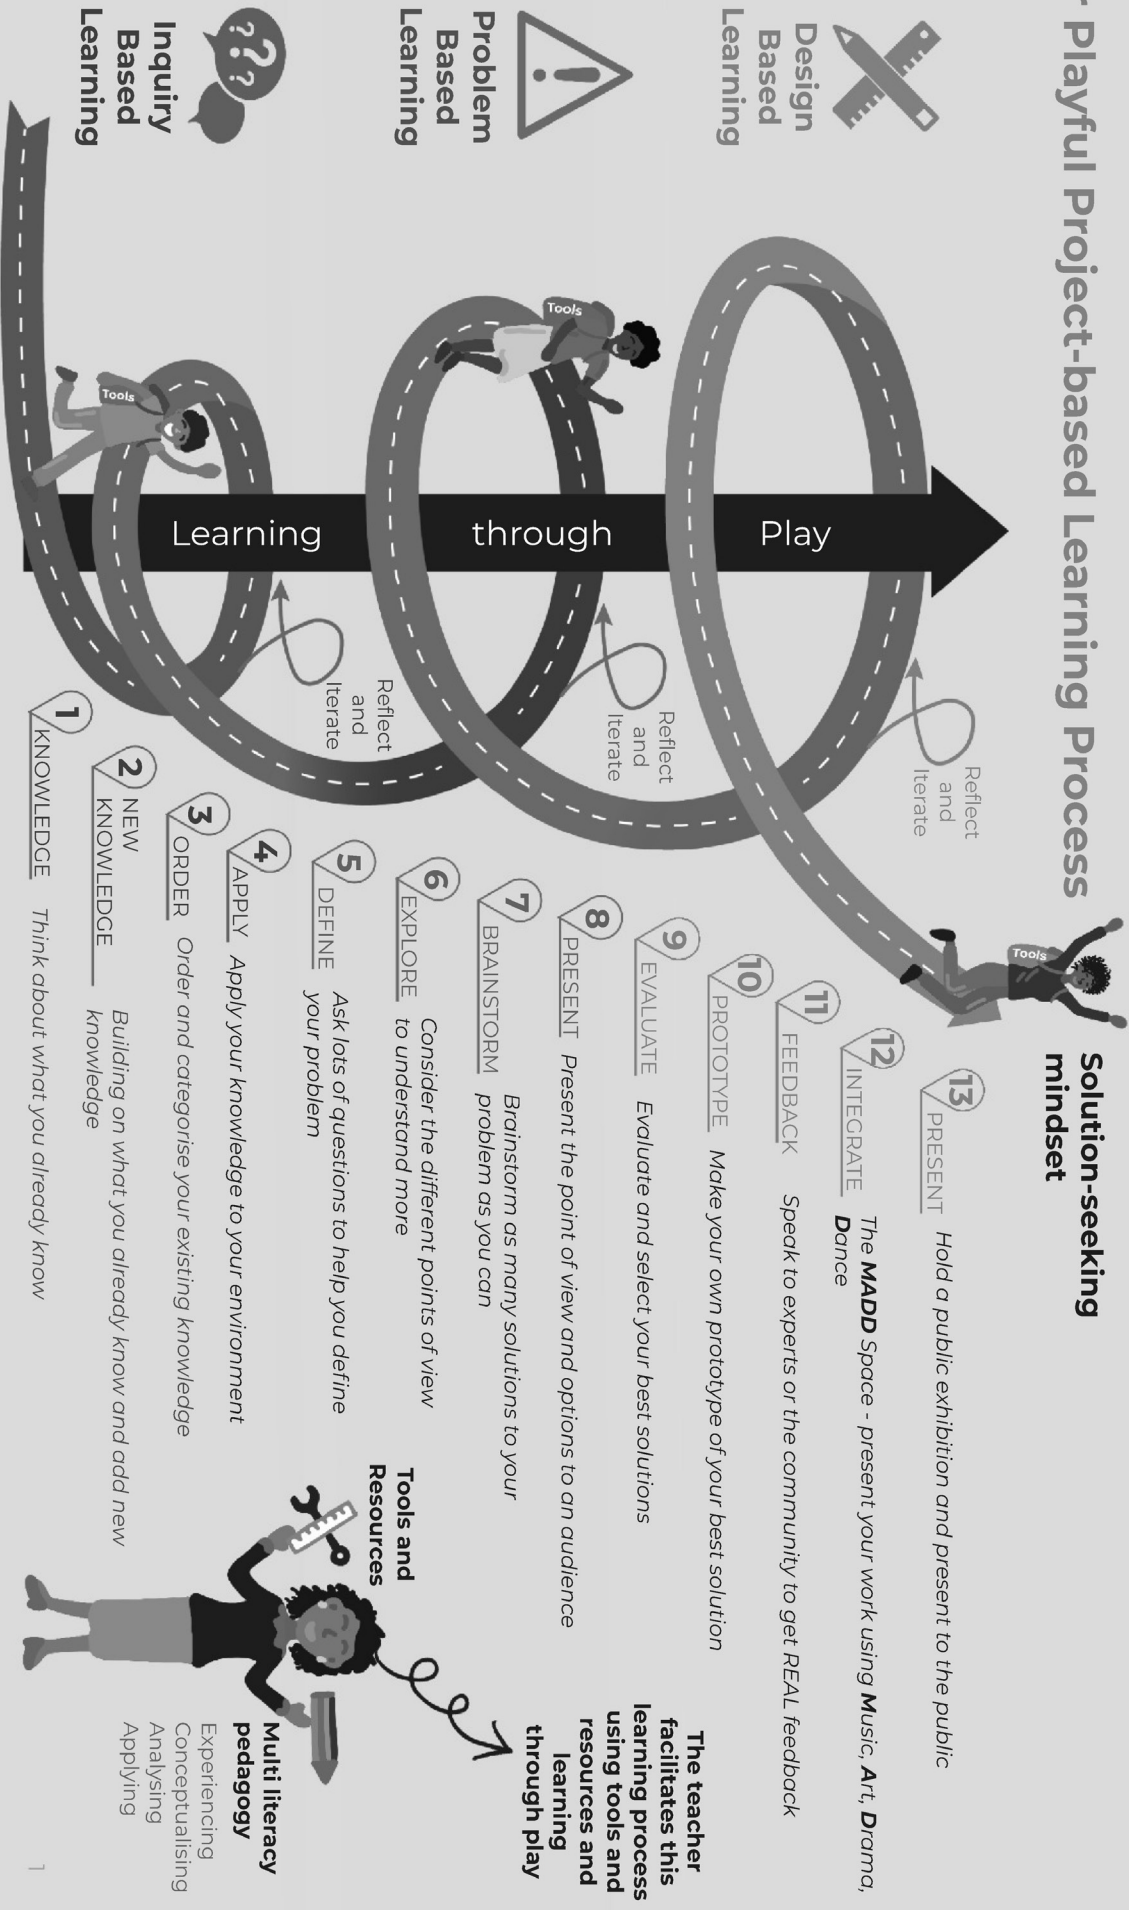 Playful Project-based Learning Process
Solution-seeking
mindset
Design
Based
Learning
Problem
Based
Learning
Inquiry
Based
Learning
Learning through Play
Tools
Tools
Tools
Reflect
and
Iterate
Reflect
and
Iterate
Reflect
and
Iterate
13 PRESENT Hold a public exhibition and present to the public
12 INTEGRATE The MADD Space - present your work using Music, Art, Drama,
Dance
11 FEEDBACK Speak to experts or the community to get REAL feedback
10 PROTOTYPE Make your own prototype of your best solution
9 EVALUATE Evaluate and select your best solutions
8 PRESENT Present the point of view and options to an audience
7 BRAINSTORM Brainstorm as many solutions to your
problem as you can
6 EXPLORE Consider the different points of view
to understand more
5 DEFINE Ask lots of questions to help you define
your problem
4 APPLY Apply your knowledge to your environment
3 ORDER Order and categorise your existing knowledge
2 NEW
KNOWLEDGE Building on what you already know and add new
knowledge
1 KNOWLEDGE Think about what you already know
The teacher
facilitates this
learning process
using tools and
resources and
learning
through play
Tools and
Resources
Multi literacy
pedagogy
Experiencing
Conceptualising
Analysing
Applying
1